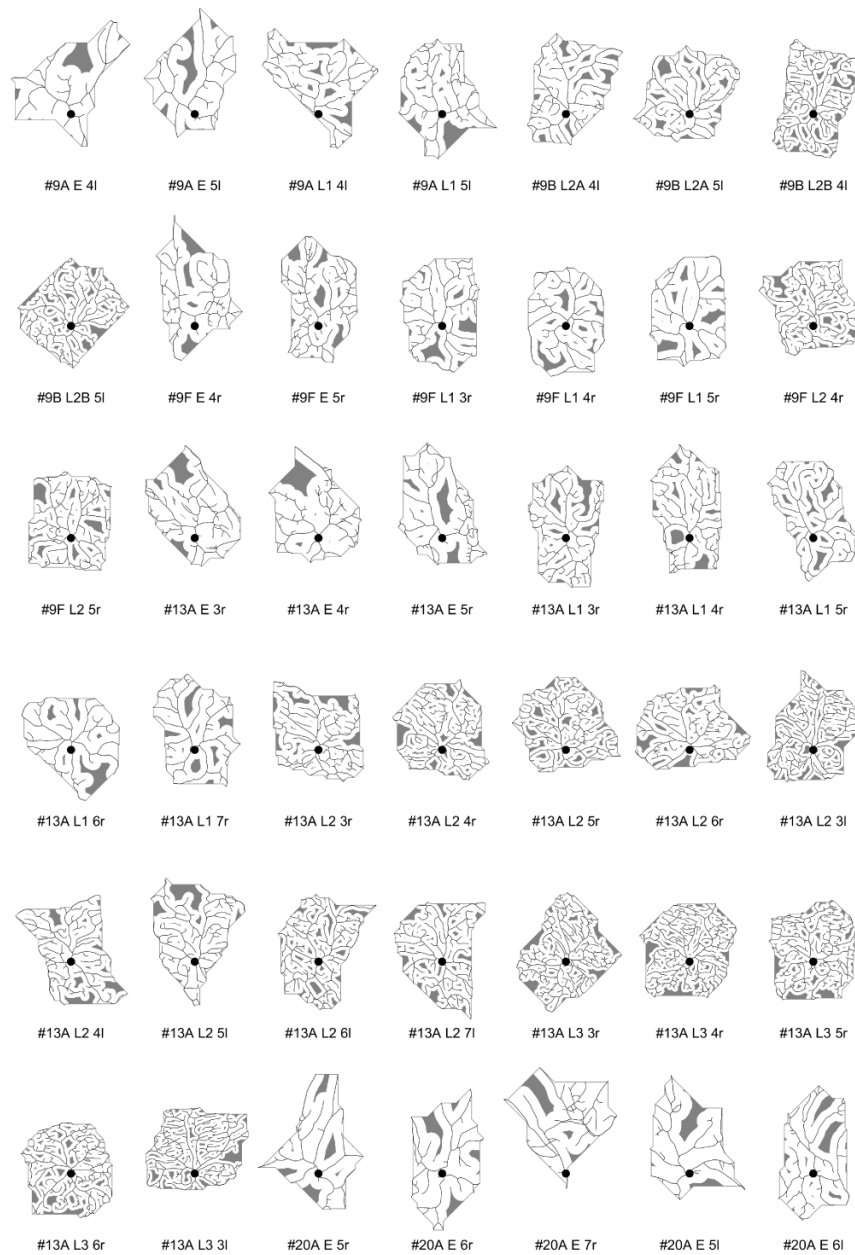 #9A E 4l #9A E 5l #9A L1 4l #9A L1 5l #9B L2A 4l #9B L2A 5l #9B L2B 4l
#9B L2B 5l #9F E 4r #9F E 5r #9F L1 3r #9F L1 4r #9F L1 5r #9F L2 4r
#9F L2 5r #13A E 3r #13A E 4r #13A E 5r #13A L1 3r #13A L1 4r #13A L1 5r
#13A L1 6r #13A L1 7r #13A L2 3r #13A L2 4r #13A L2 5r #13A L2 6r #13A L2 3l
#13A L2 4l #13A L2 5l #13A L2 6l #13A L2 7l #13A L3 3r #13A L3 4r #13A L3 5r
#13A L3 6r #13A L3 3l #20A E 5r #20A E 6r #20A E 7r #20A E 5l #20A E 6l